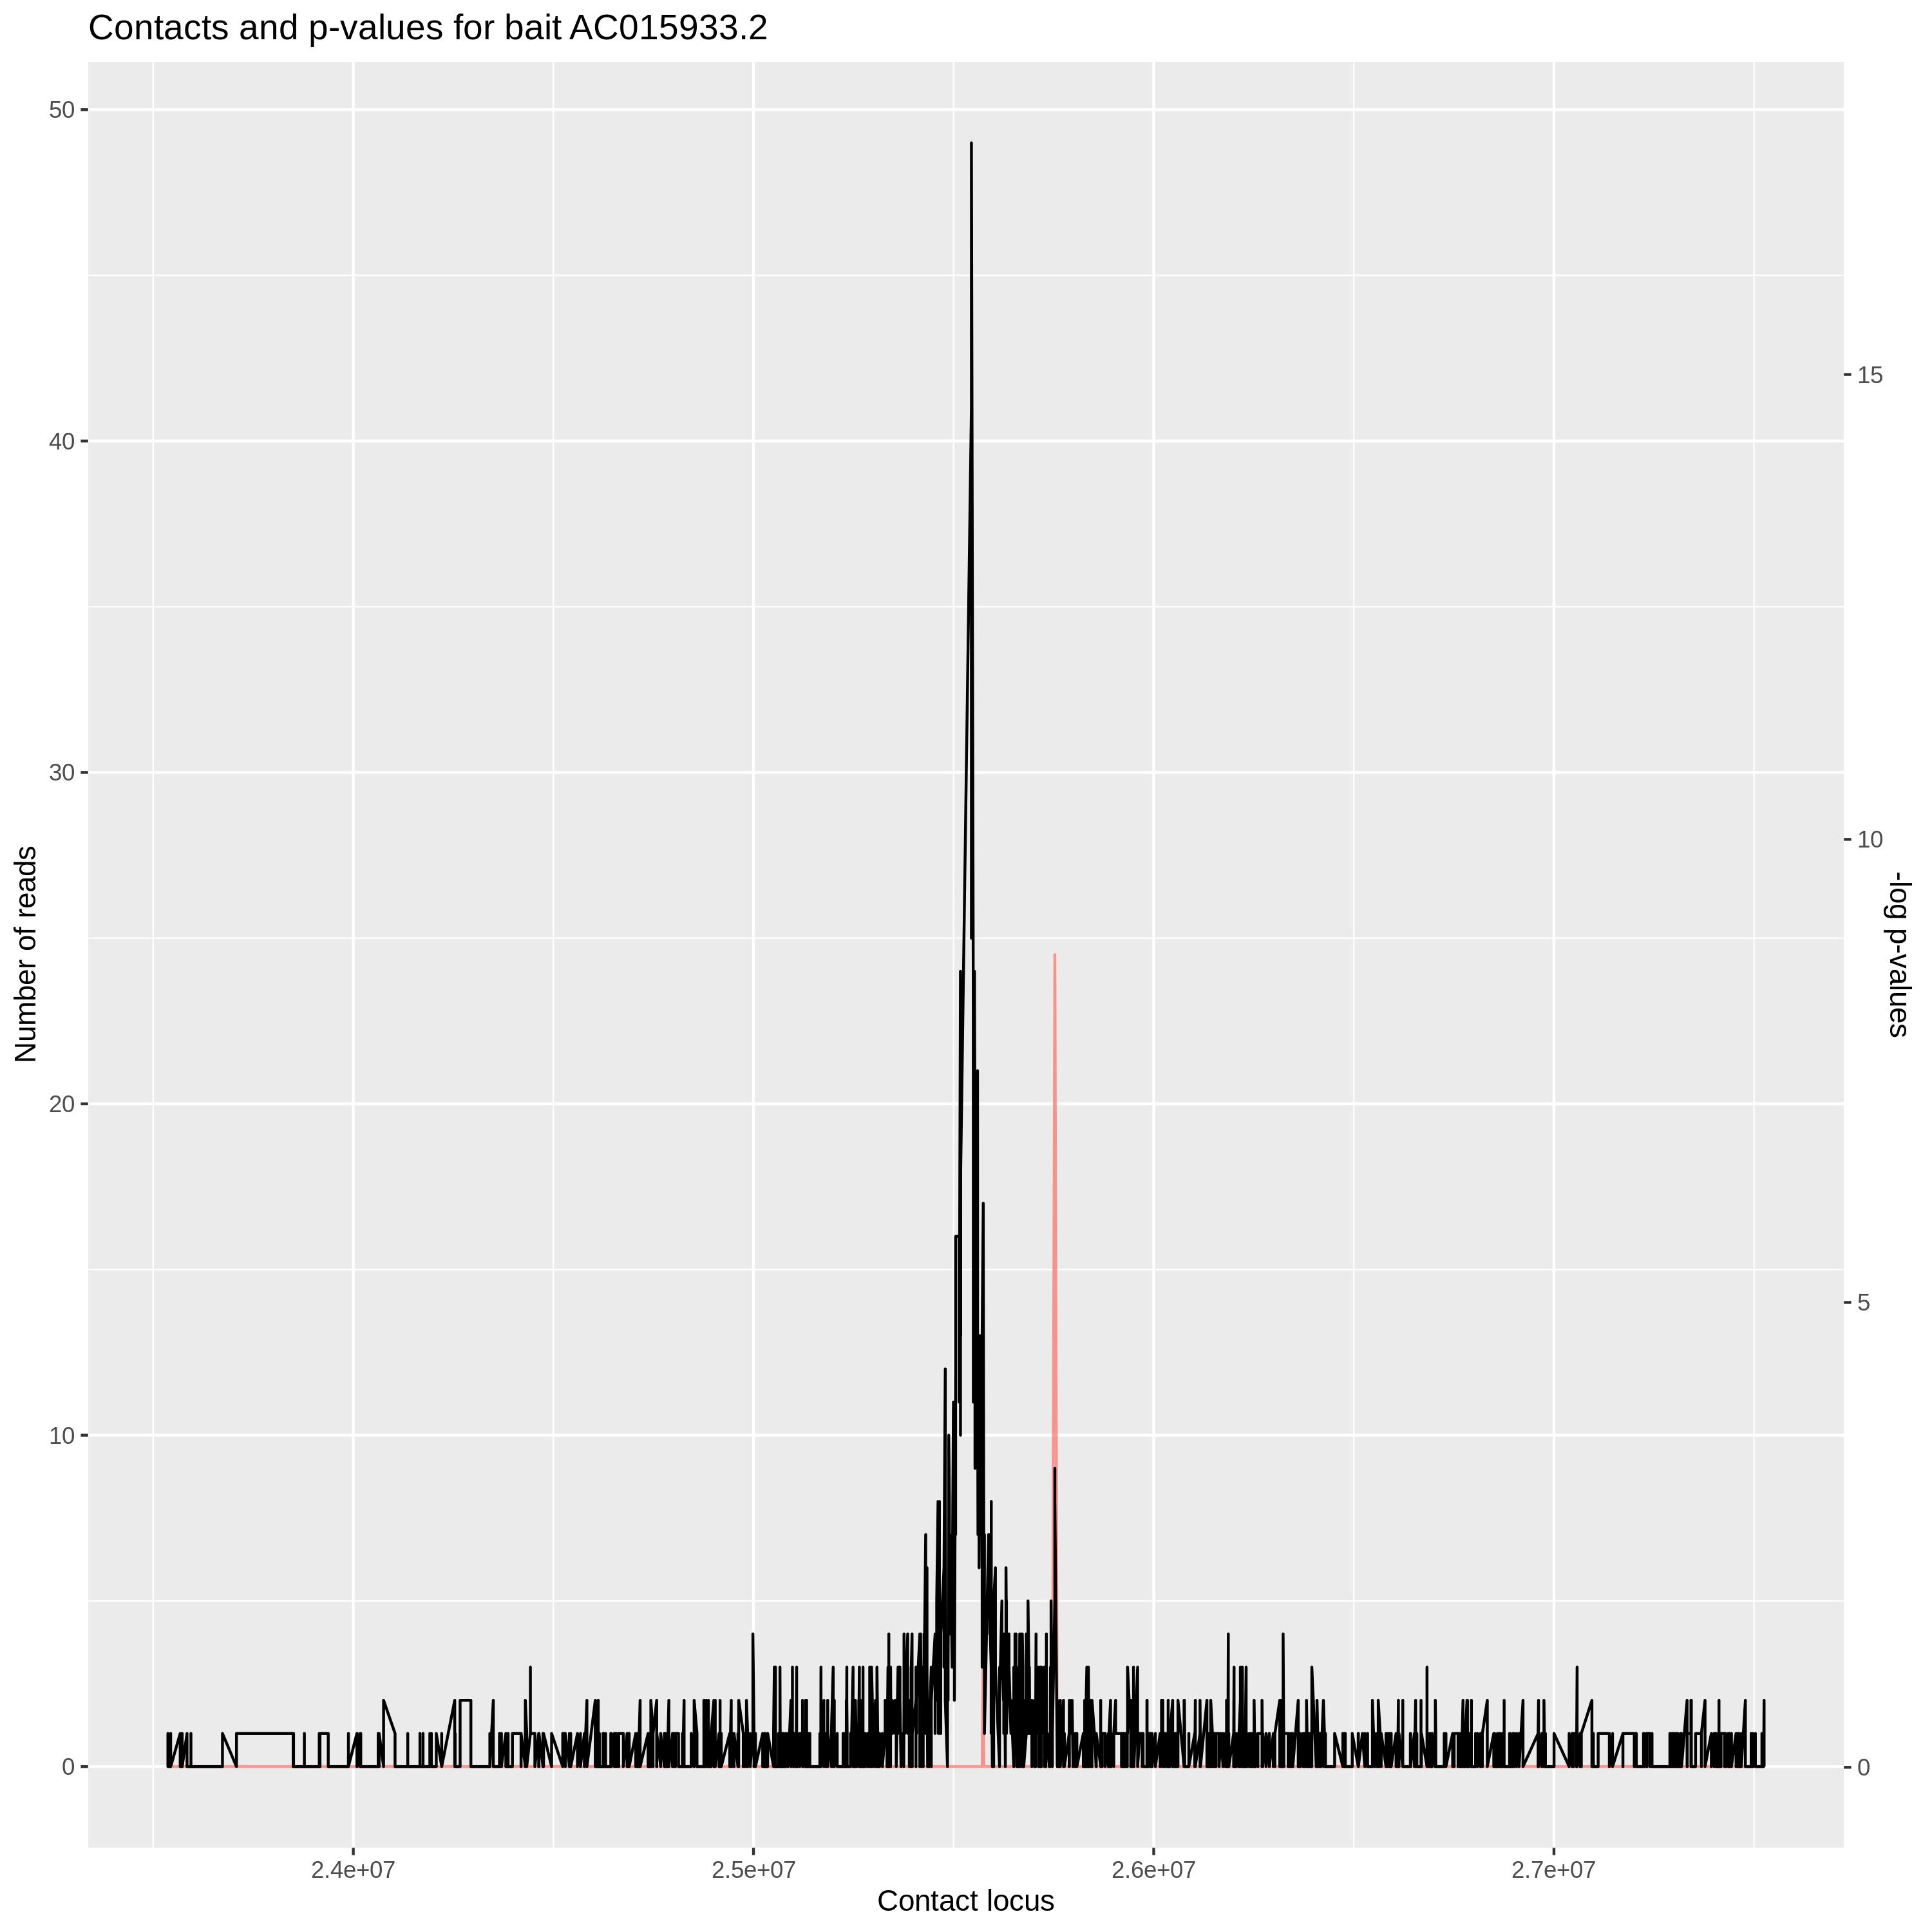 Contacts and p-values for bait AC015933.2
50
40
30
20
10
0
Number of reads
15
10
5
0
-log p-values
2.4e+07
2.5e+07
2.6e+07
2.7e+07
Contact locus